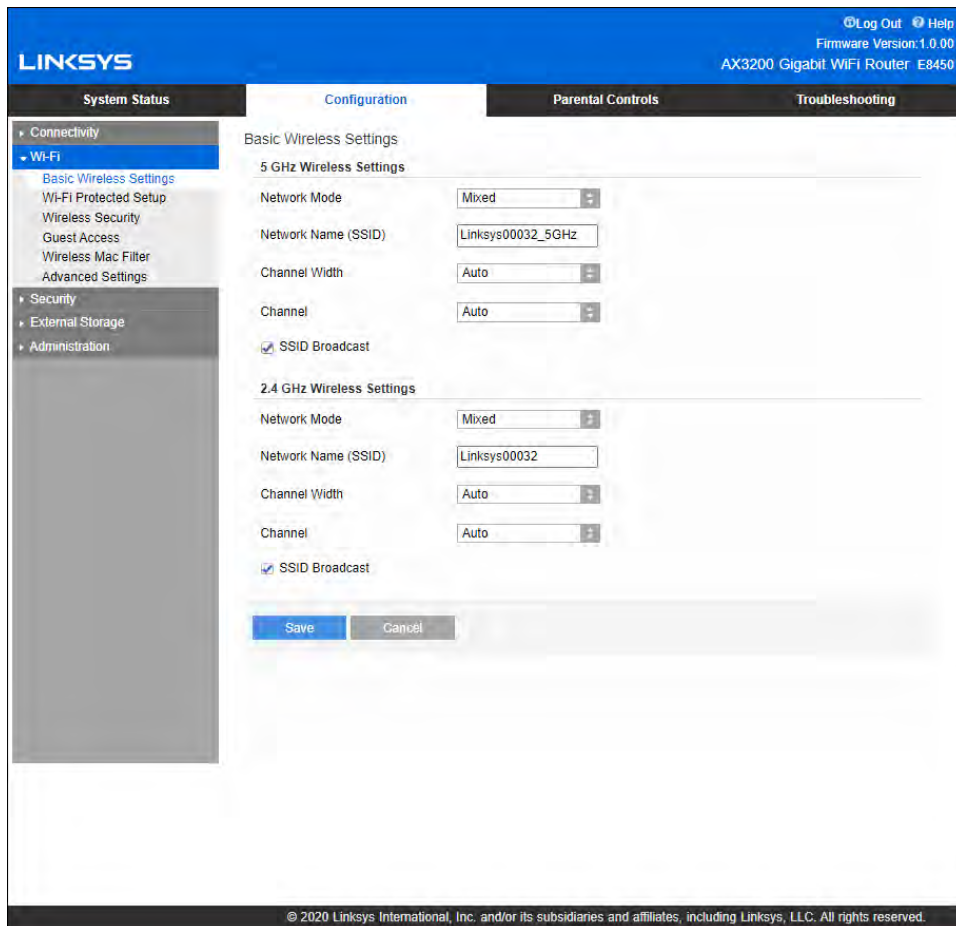 Log Out Help
Firmware Version:1.0.00
LINKSYS
AX3200 Gigabit WiFi Router E8450
System Status Configuration Parental Controls Troubleshooting
Connectivity
Wi-Fi
Basic Wireless Settings
Wi-Fi Protected Setup
Wireless Security
Guest Access
Wireless Mac Filter
Advanced Settings
Security
External Storage
Administration
Basic Wireless Settings
5 GHz Wireless Settings
Network Mode Mixed
Network Name (SSID) Linksys00032_5GHz
Channel Width Auto
Channel Auto
SSID Broadcast
2.4 GHz Wireless Settings
Network Mode Mixed
Network Name (SSID) Linksys00032
Channel Width Auto
Channel Auto
SSID Broadcast
Save Cancel
© 2020 Linksys International, Inc. and/or its subsidiaries and affiliates, including Linksys, LLC. All rights reserved.